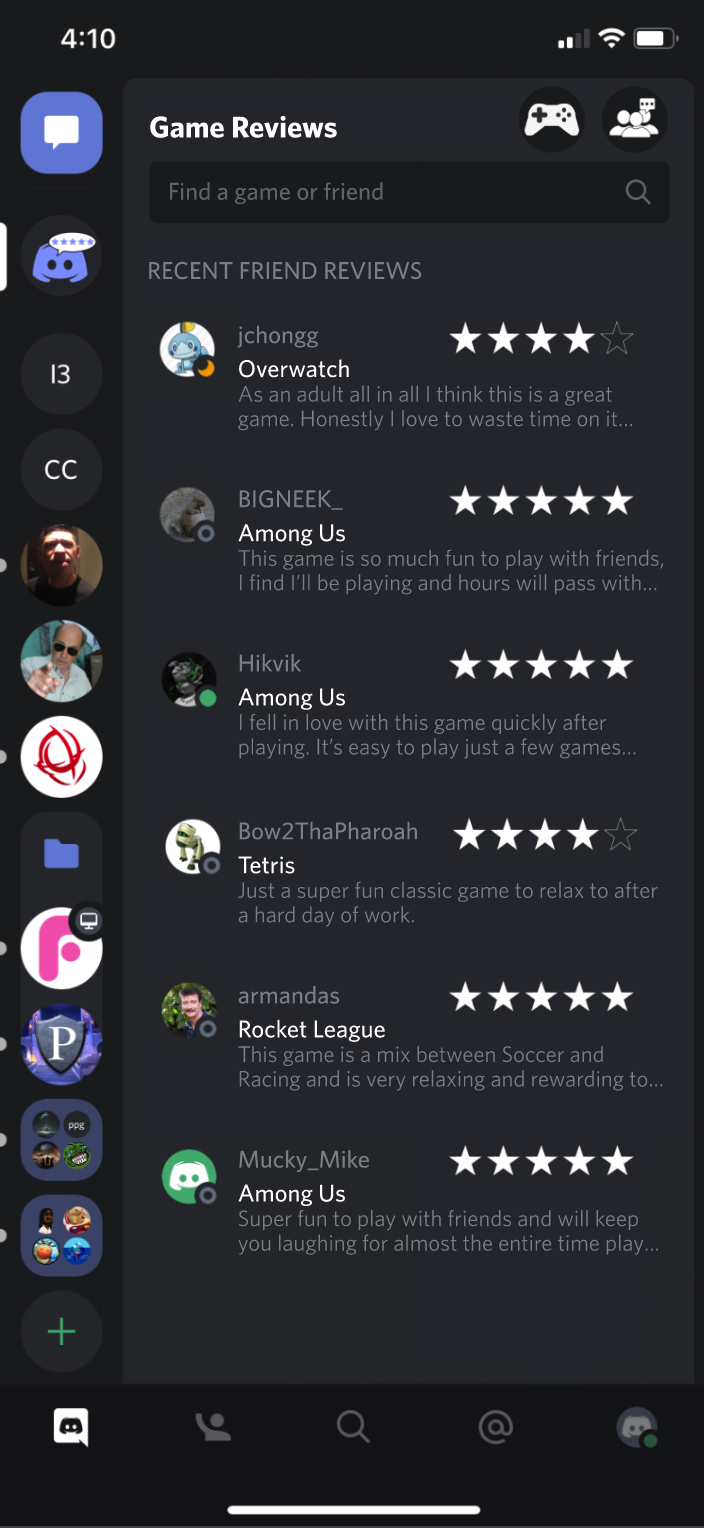 4:10
Game Reviews
Find a game or friend
RECENT FRIEND REVIEWS
I3
CC
jchongg
Overwatch
As an adult all in all I think this is a great
game. Honestly I love to waste time on it...
BIGNEEK_
Among Us
This game is so much fun to play with friends,
I find I'll be playing and hours will pass with...
Hikvik
Among Us
I fell in love with this game quickly after
playing. It's easy to play just a few games...
Bow2ThaPharoah
Tetris
Just a super fun classic game to relax to after
a hard day of work.
armandas
Rocket League
This game is a mix between Soccer and
Racing and is very relaxing and rewarding to...
P
ppg
Mucky_Mike
Among Us
Super fun to play with friends and will keep
you laughing for almost the entire time play...